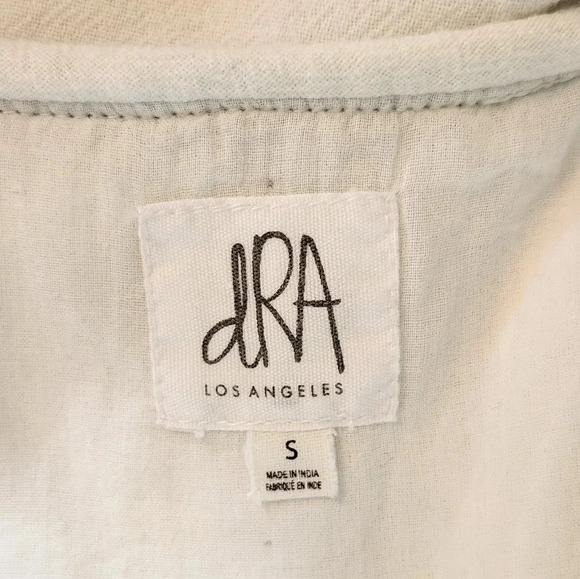 dRA
LOS ANGELES
S
MADE IN INDIA
FABRIQUÉ EN INDE